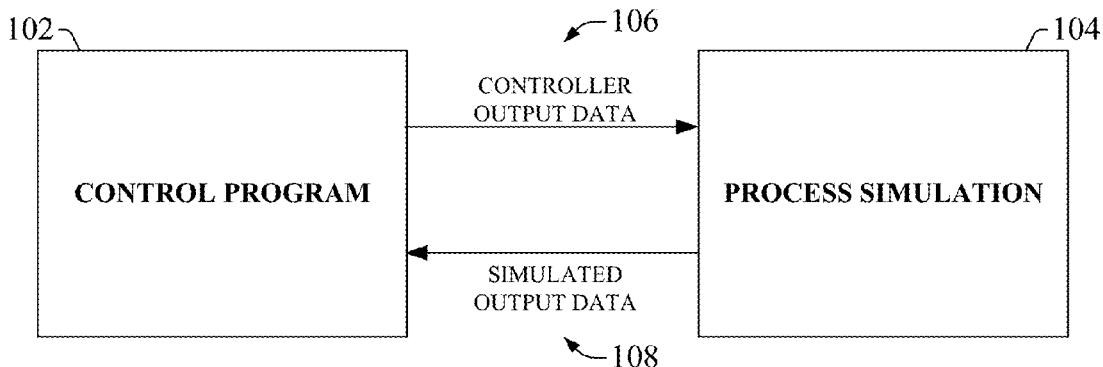 102
106
104
CONTROLLER
OUTPUT DATA
CONTROL PROGRAM
PROCESS SIMULATION
SIMULATED
OUTPUT DATA
108